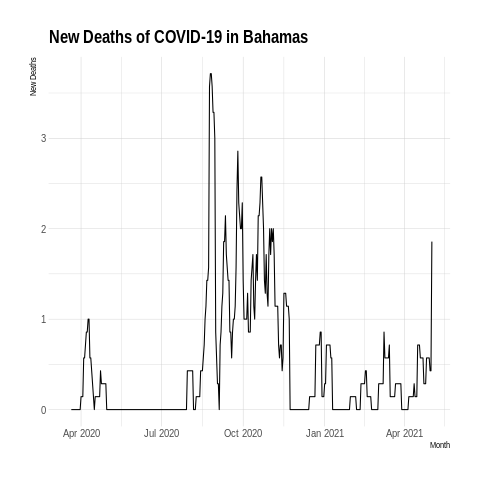 New Deaths of COVID-19 in Bahamas
New Deaths
3
2
1
0
Apr 2020 Jul 2020 Oct 2020 Jan 2021 Apr 2021
Month